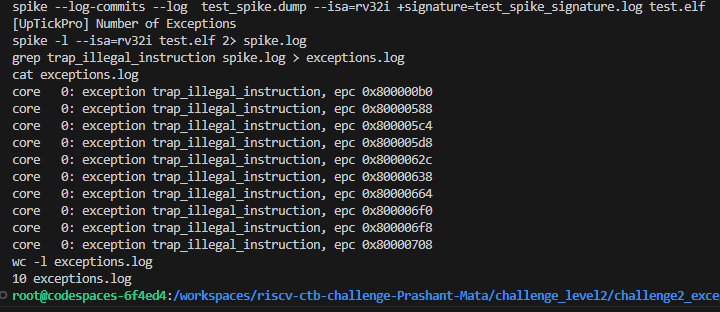 spike --log-commits --log  test_spike.dump --isa=rv32i +signature=test_spike_signature.log test.elf
[UpTickPro] Number of Exceptions
spike -l --isa=rv32i test.elf 2> spike.log
grep trap_illegal_instruction spike.log > exceptions.log
cat exceptions.log
core   0: exception trap_illegal_instruction, epc 0x800000b0
core   0: exception trap_illegal_instruction, epc 0x80000588
core   0: exception trap_illegal_instruction, epc 0x800005c4
core   0: exception trap_illegal_instruction, epc 0x800005d8
core   0: exception trap_illegal_instruction, epc 0x8000062c
core   0: exception trap_illegal_instruction, epc 0x80000638
core   0: exception trap_illegal_instruction, epc 0x80000664
core   0: exception trap_illegal_instruction, epc 0x800006f0
core   0: exception trap_illegal_instruction, epc 0x800006f8
core   0: exception trap_illegal_instruction, epc 0x80000708
wc -l exceptions.log
10 exceptions.log
root@codespaces-6f4ed4:/workspaces/riscv-ctb-challenge-Prashant-Mata/challenge_level2/challenge2_exce